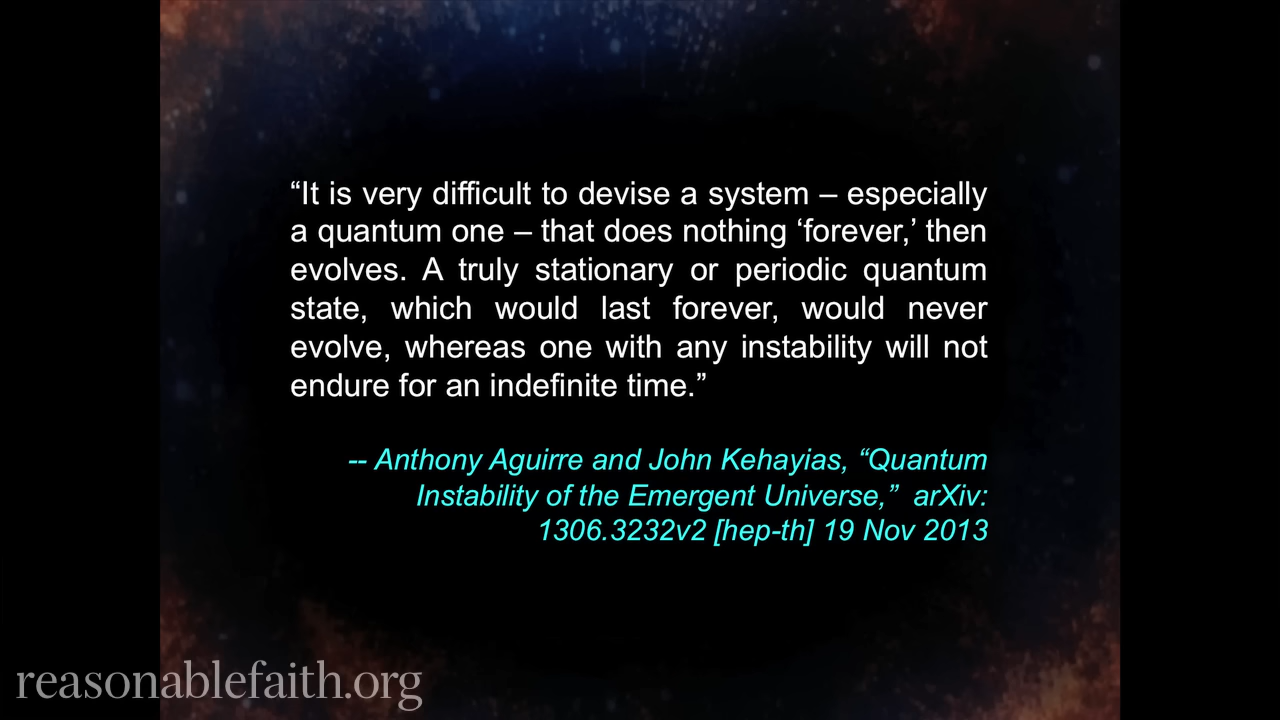 “It is very difficult to devise a system – especially
a quantum one – that does nothing ‘forever,’ then
evolves. A truly stationary or periodic quantum
state, which would last forever, would never
evolve, whereas one with any instability will not
endure for an indefinite time.”
-- Anthony Aguirre and John Kehayias, “Quantum
Instability of the Emergent Universe,” arXiv:
1306.3232v2 [hep-th] 19 Nov 2013
reasonablefaith.org